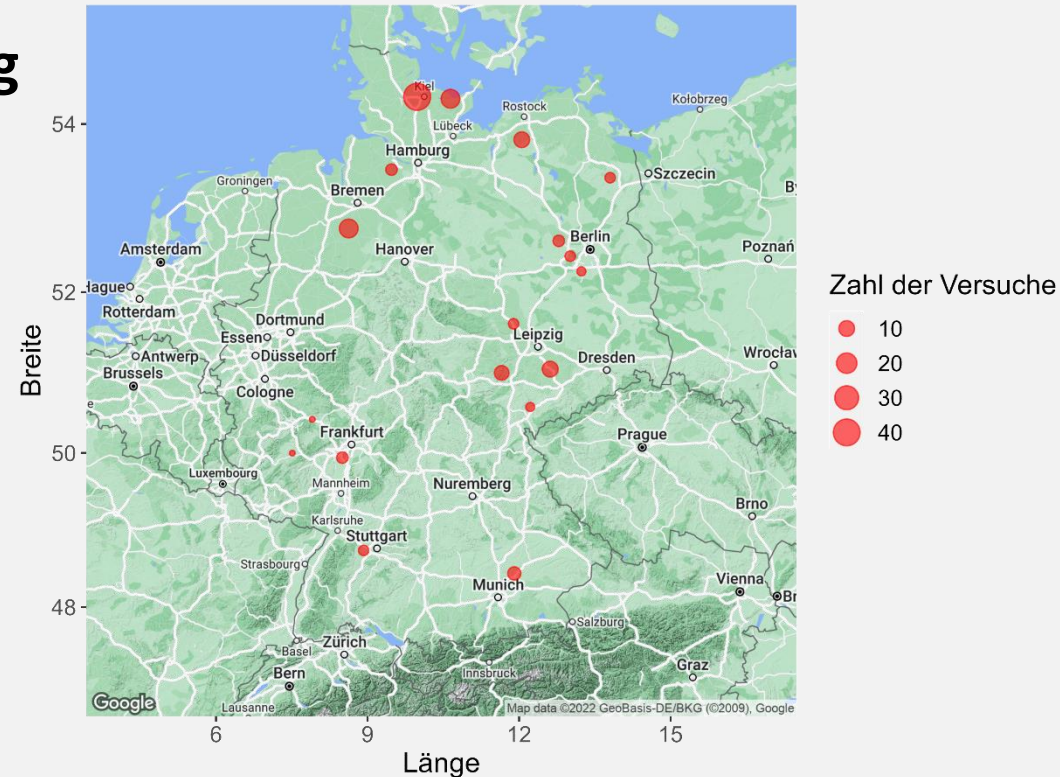 g
Kiel
Rostock
Kołobrzeg
54
Lübeck
Hamburg
Groningen
Szczecin
Bremen
Berlin
Amsterdam
Hanover
Poznań
Hague
52
Rotterdam
Dortmund
Essen
Leipzig
Antwerp
Düsseldorf
Dresden
Wrocław
Brussels
Cologne
Frankfurt
Prague
50
Luxembourg
Mannheim
Nuremberg
Brno
Karlsruhe
Stuttgart
Strasbourg
Munich
Vienna
Br
48
Salzburg
Basel
Zürich
Graz
Bern
Innsbruck
Lausanne
Google
Map data ©2022 GeoBasis-DE/BKG (©2009), Google
6 9 12 15
Länge
Breite
Zahl der Versuche
10
20
30
40